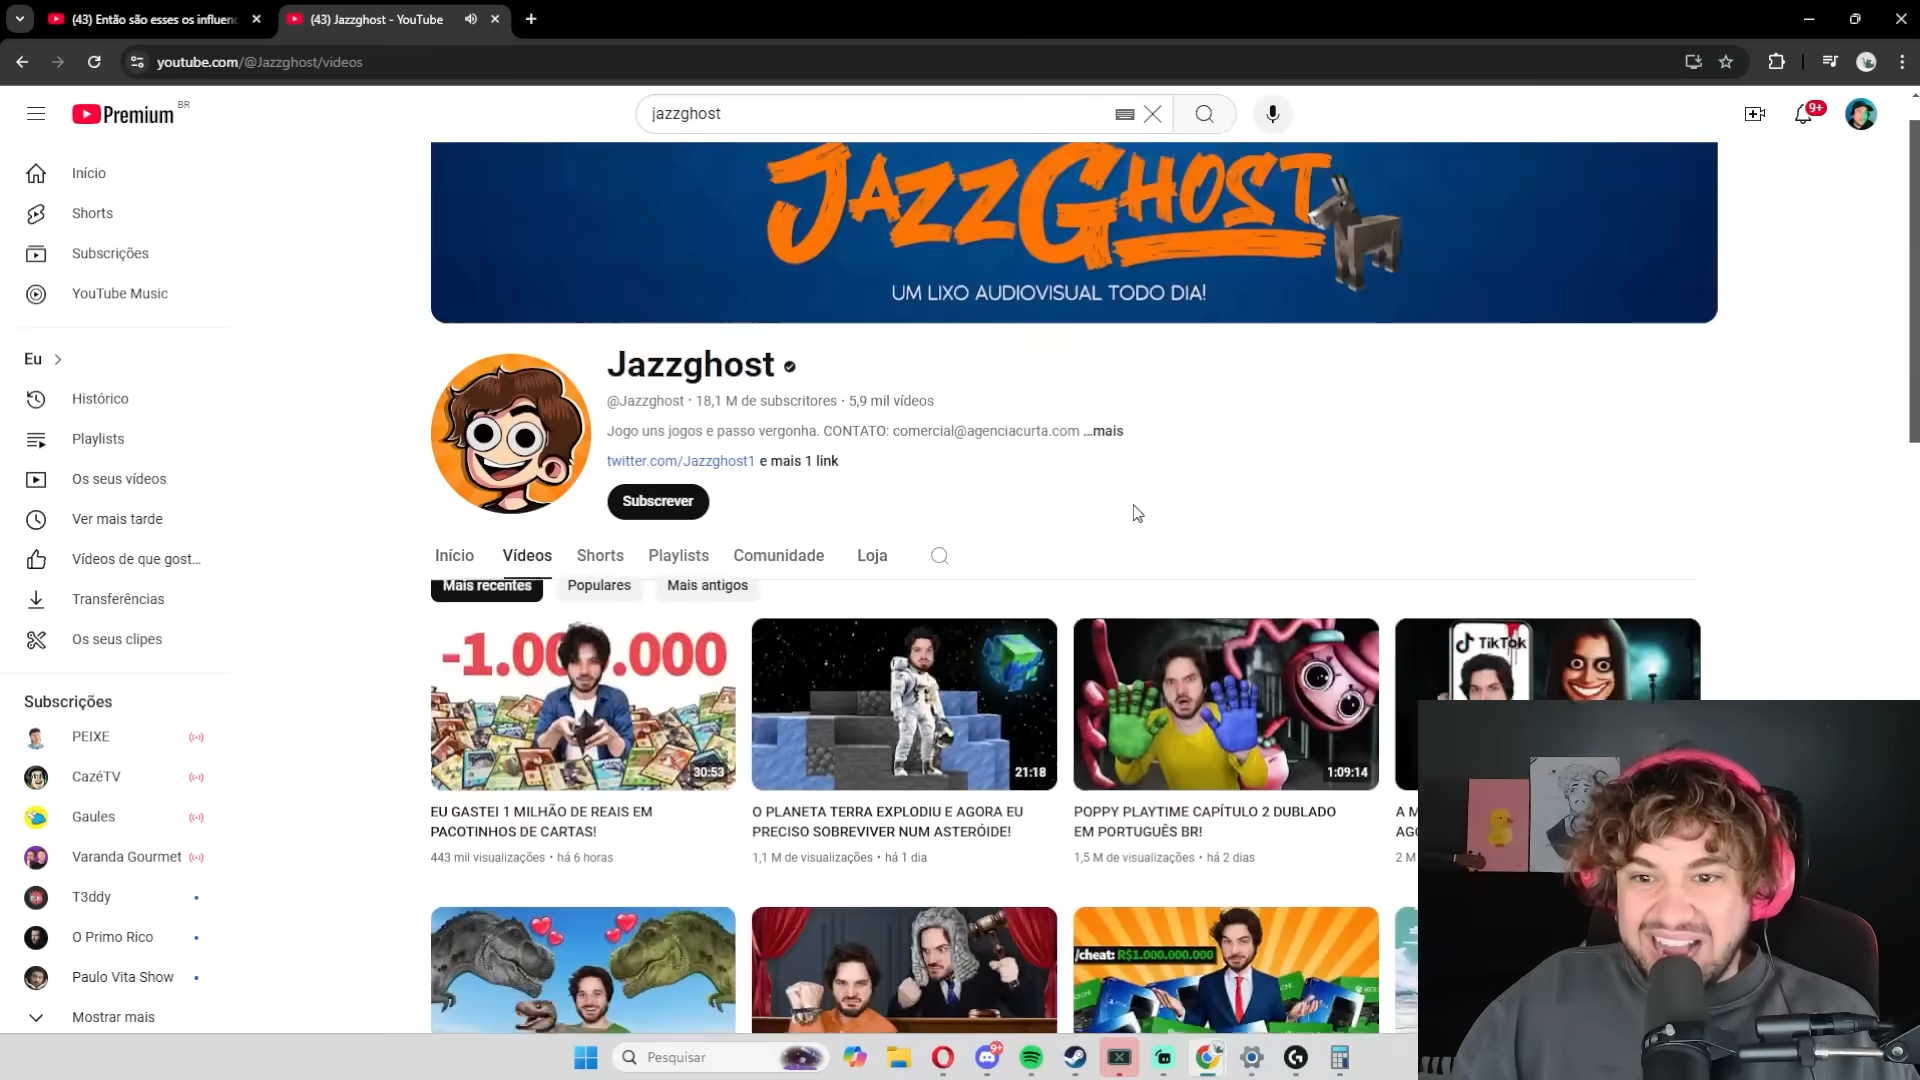 (43) Então são esses os influen
(43) Jazzghost - YouTube
youtube.com/@Jazzghost/videos
Premium BR
jazzghost
9+
Início
Shorts
Subscrições
YouTube Music
Eu
Histórico
Playlists
Os seus vídeos
Ver mais tarde
Vídeos de que gost...
Transferências
Os seus clipes
Subscrições
PEIXE
CazéTV
Gaules
Varanda Gourmet
T3ddy
O Primo Rico
Paulo Vita Show
Mostrar mais
JAZZGHOST
UM LIXO AUDIOVISUAL TODO DIA!
Jazzghost
@Jazzghost · 18,1 M de subscritores · 5,9 mil vídeos
Jogo uns jogos e passo vergonha. CONTATO: comercial@agenciacurta.com ...mais
twitter.com/Jazzghost1 e mais 1 link
Subscrever
Início Vídeos Shorts Playlists Comunidade Loja
Mais recentes Populares Mais antigos
-1.00 .000
30:53
21:18
1:09:14
TikTok
EU GASTEI 1 MILHÃO DE REAIS EM
PACOTINHOS DE CARTAS!
443 mil visualizações · há 6 horas
O PLANETA TERRA EXPLODIU E AGORA EU
PRECISO SOBREVIVER NUM ASTERÓIDE!
1,1 M de visualizações · há 1 dia
POPPY PLAYTIME CAPÍTULO 2 DUBLADO
EM PORTUGUÊS BR!
1,5 M de visualizações · há 2 dias
A M
AGO
2 M
/cheat: R$1.000.000.000
Pesquisar
9+